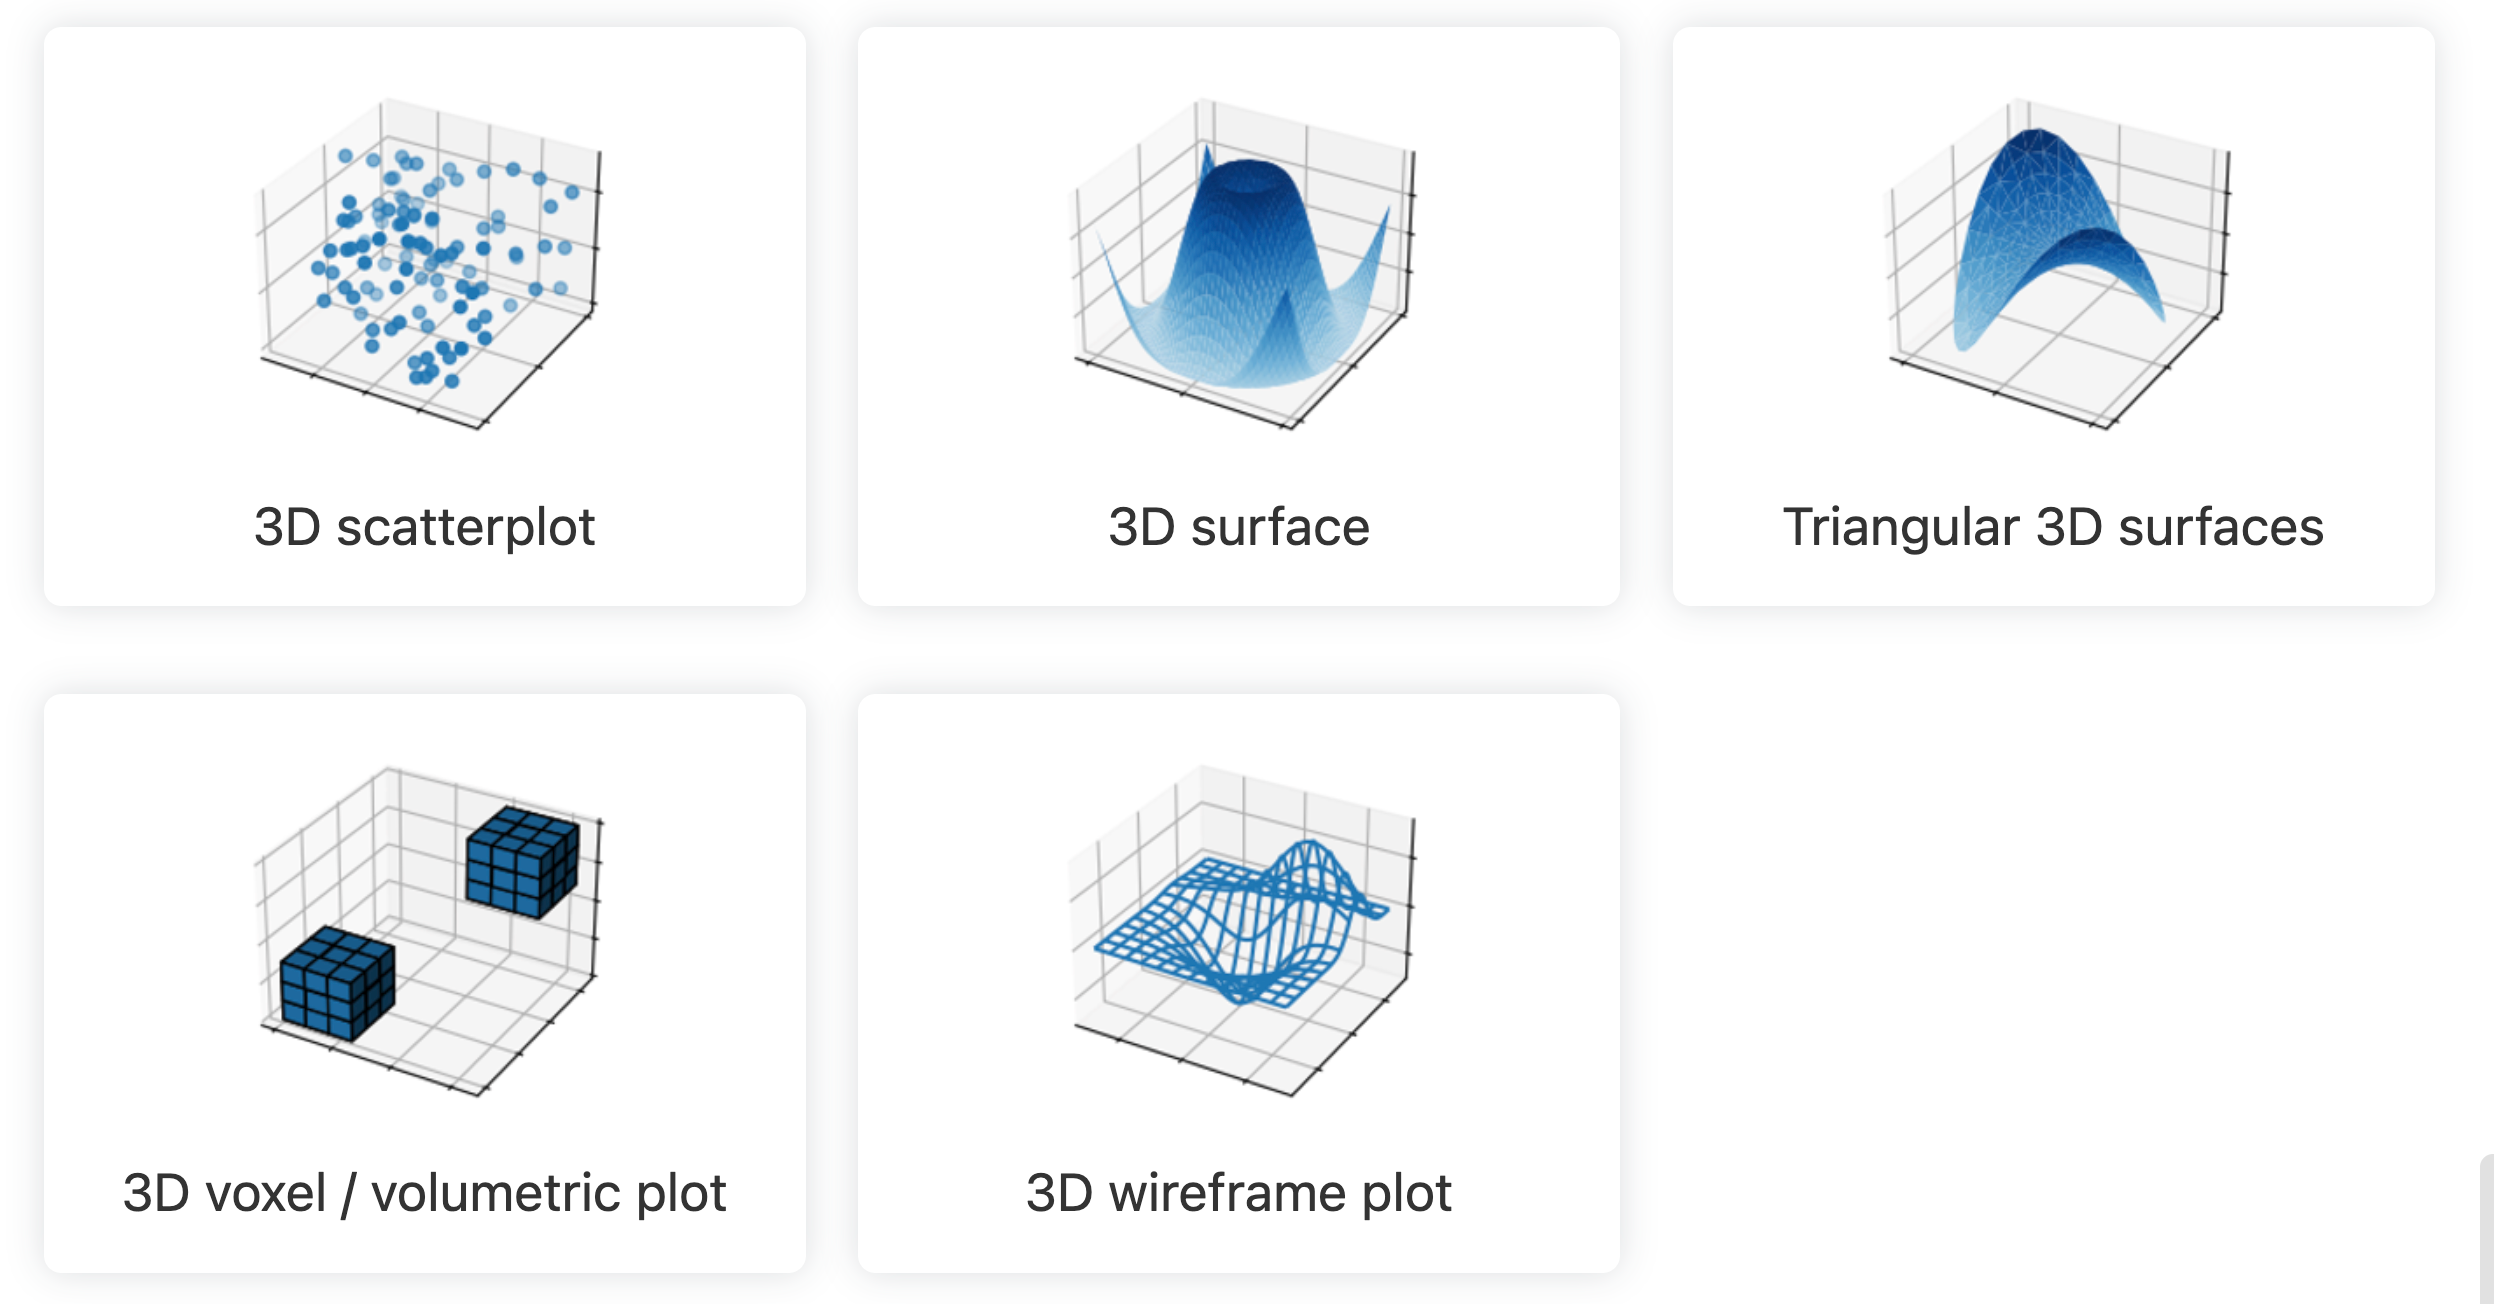 3D scatterplot
3D surface
Triangular 3D surfaces
3D voxel / volumetric plot
3D wireframe plot